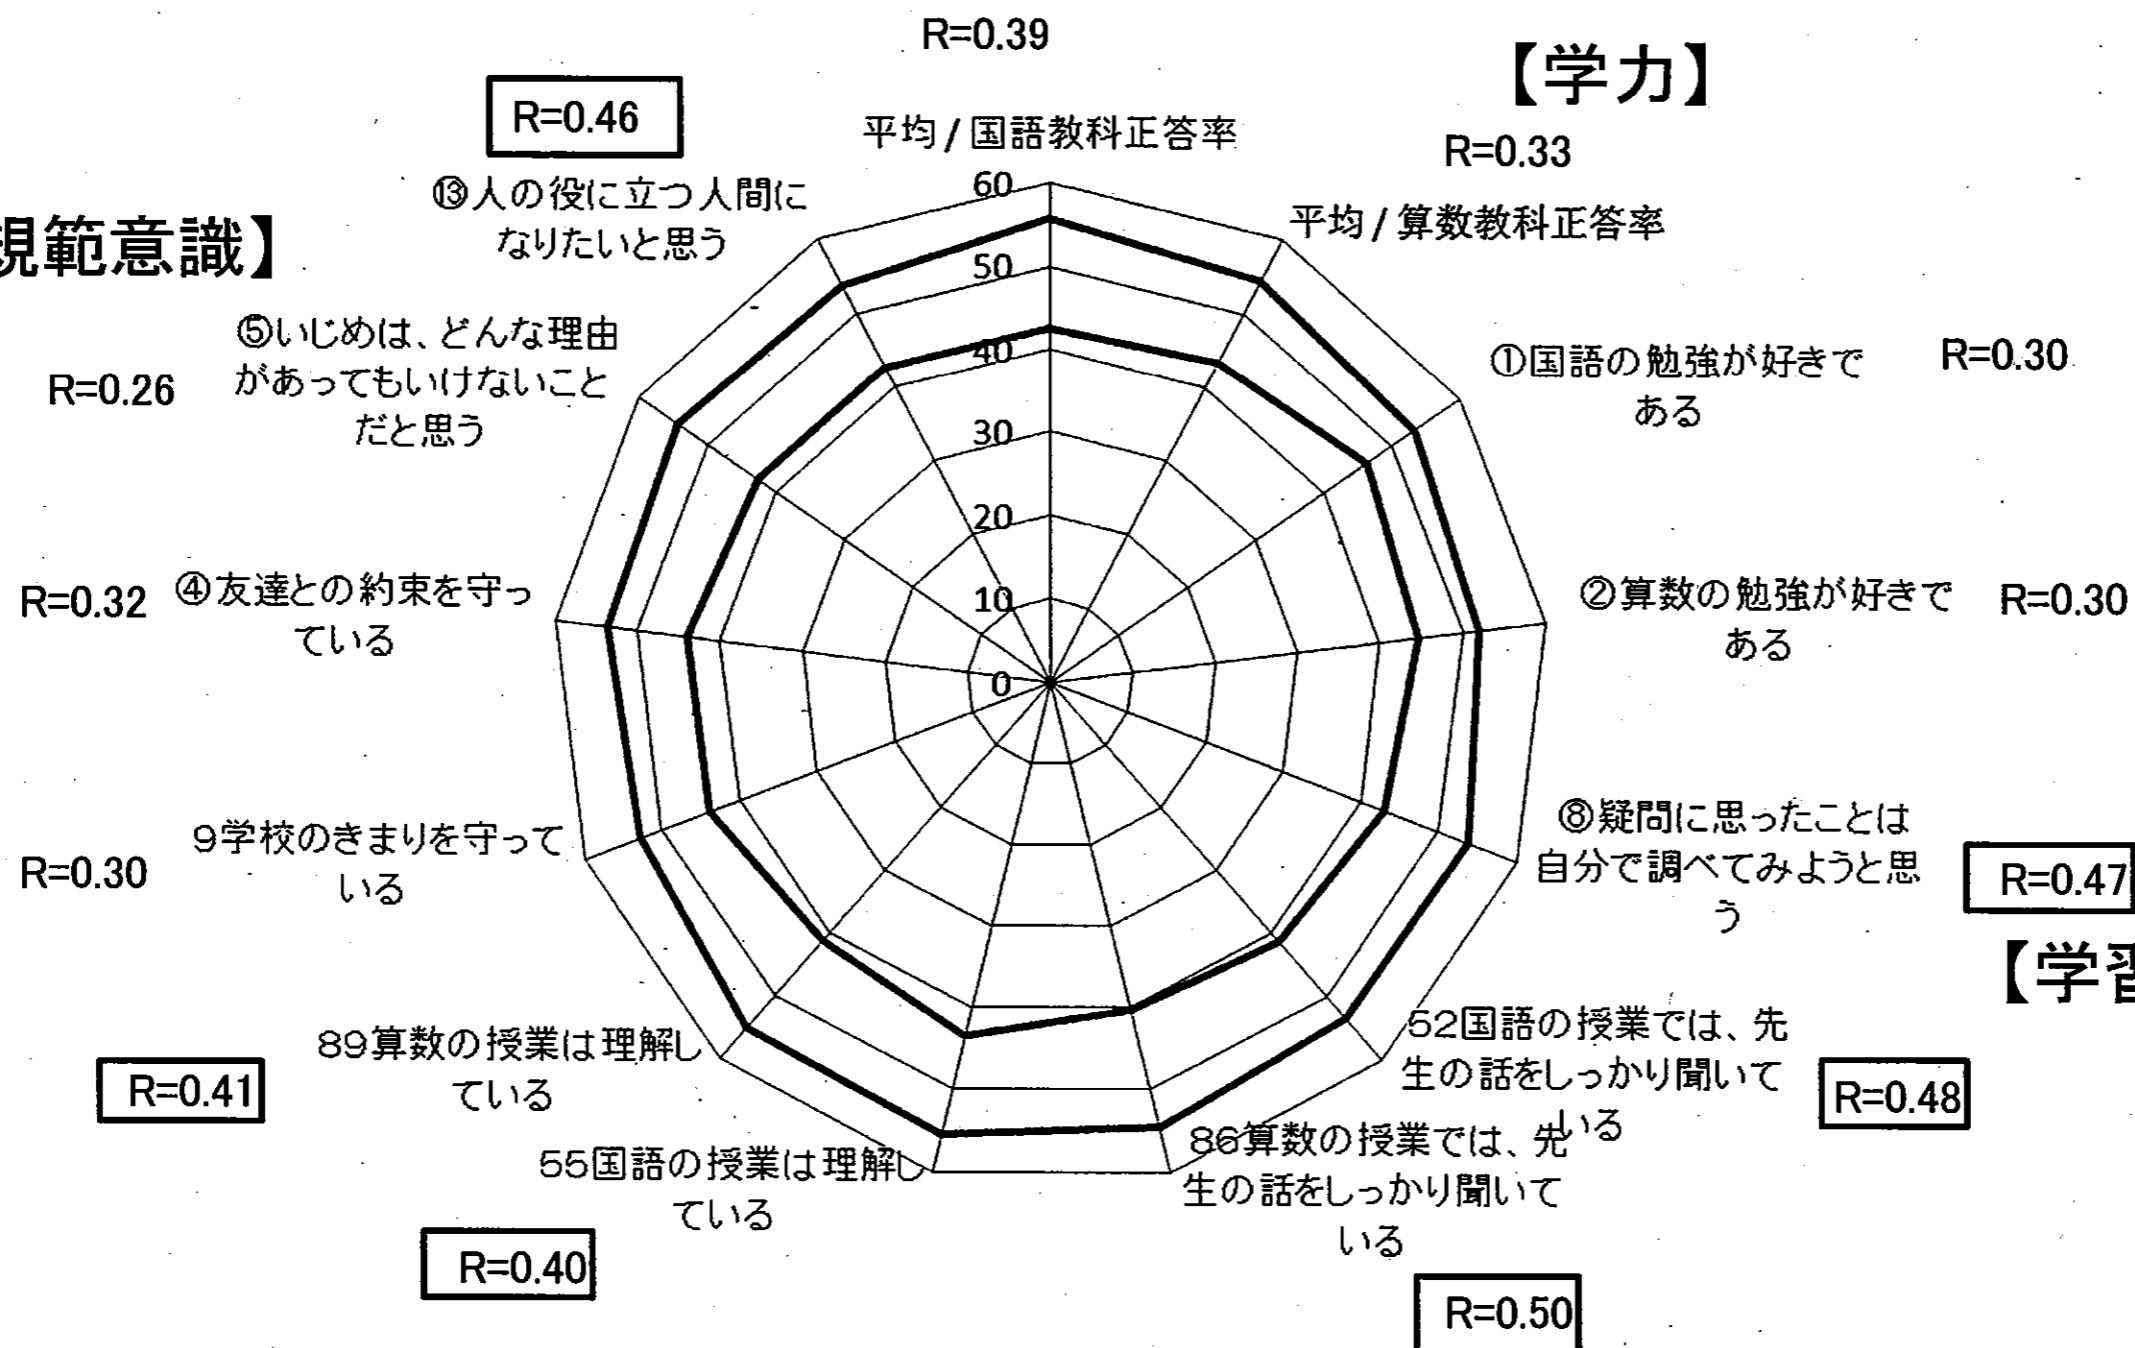 R=0.39
【学力】
R=0.46
平均/国語教科正答率
R=0.33
⑬人の役に立つ人間に
なりたいと思う
平均/算数教科正答率
規範意識】
⑤いじめは、どんな理由
があってもいけないこと
だと思う
R=0.26
①国語の勉強が好きで
ある
R=0.30
60
50
40
30
20
10
0
R=0.32
④友達との約束を守っ
ている
②算数の勉強が好きで
ある
R=0.30
R=0.30
9学校のきまりを守って
いる
⑧疑問に思ったことは
自分で調べてみようと思
う
R=0.47
【学習
89算数の授業は理解し
ている
R=0.41
52国語の授業では、先
生の話をしっかり聞いて
いる
R=0.48
55国語の授業は理解し
ている
R=0.40
86算数の授業では、先
生の話をしっかり聞いて
いる
R=0.50